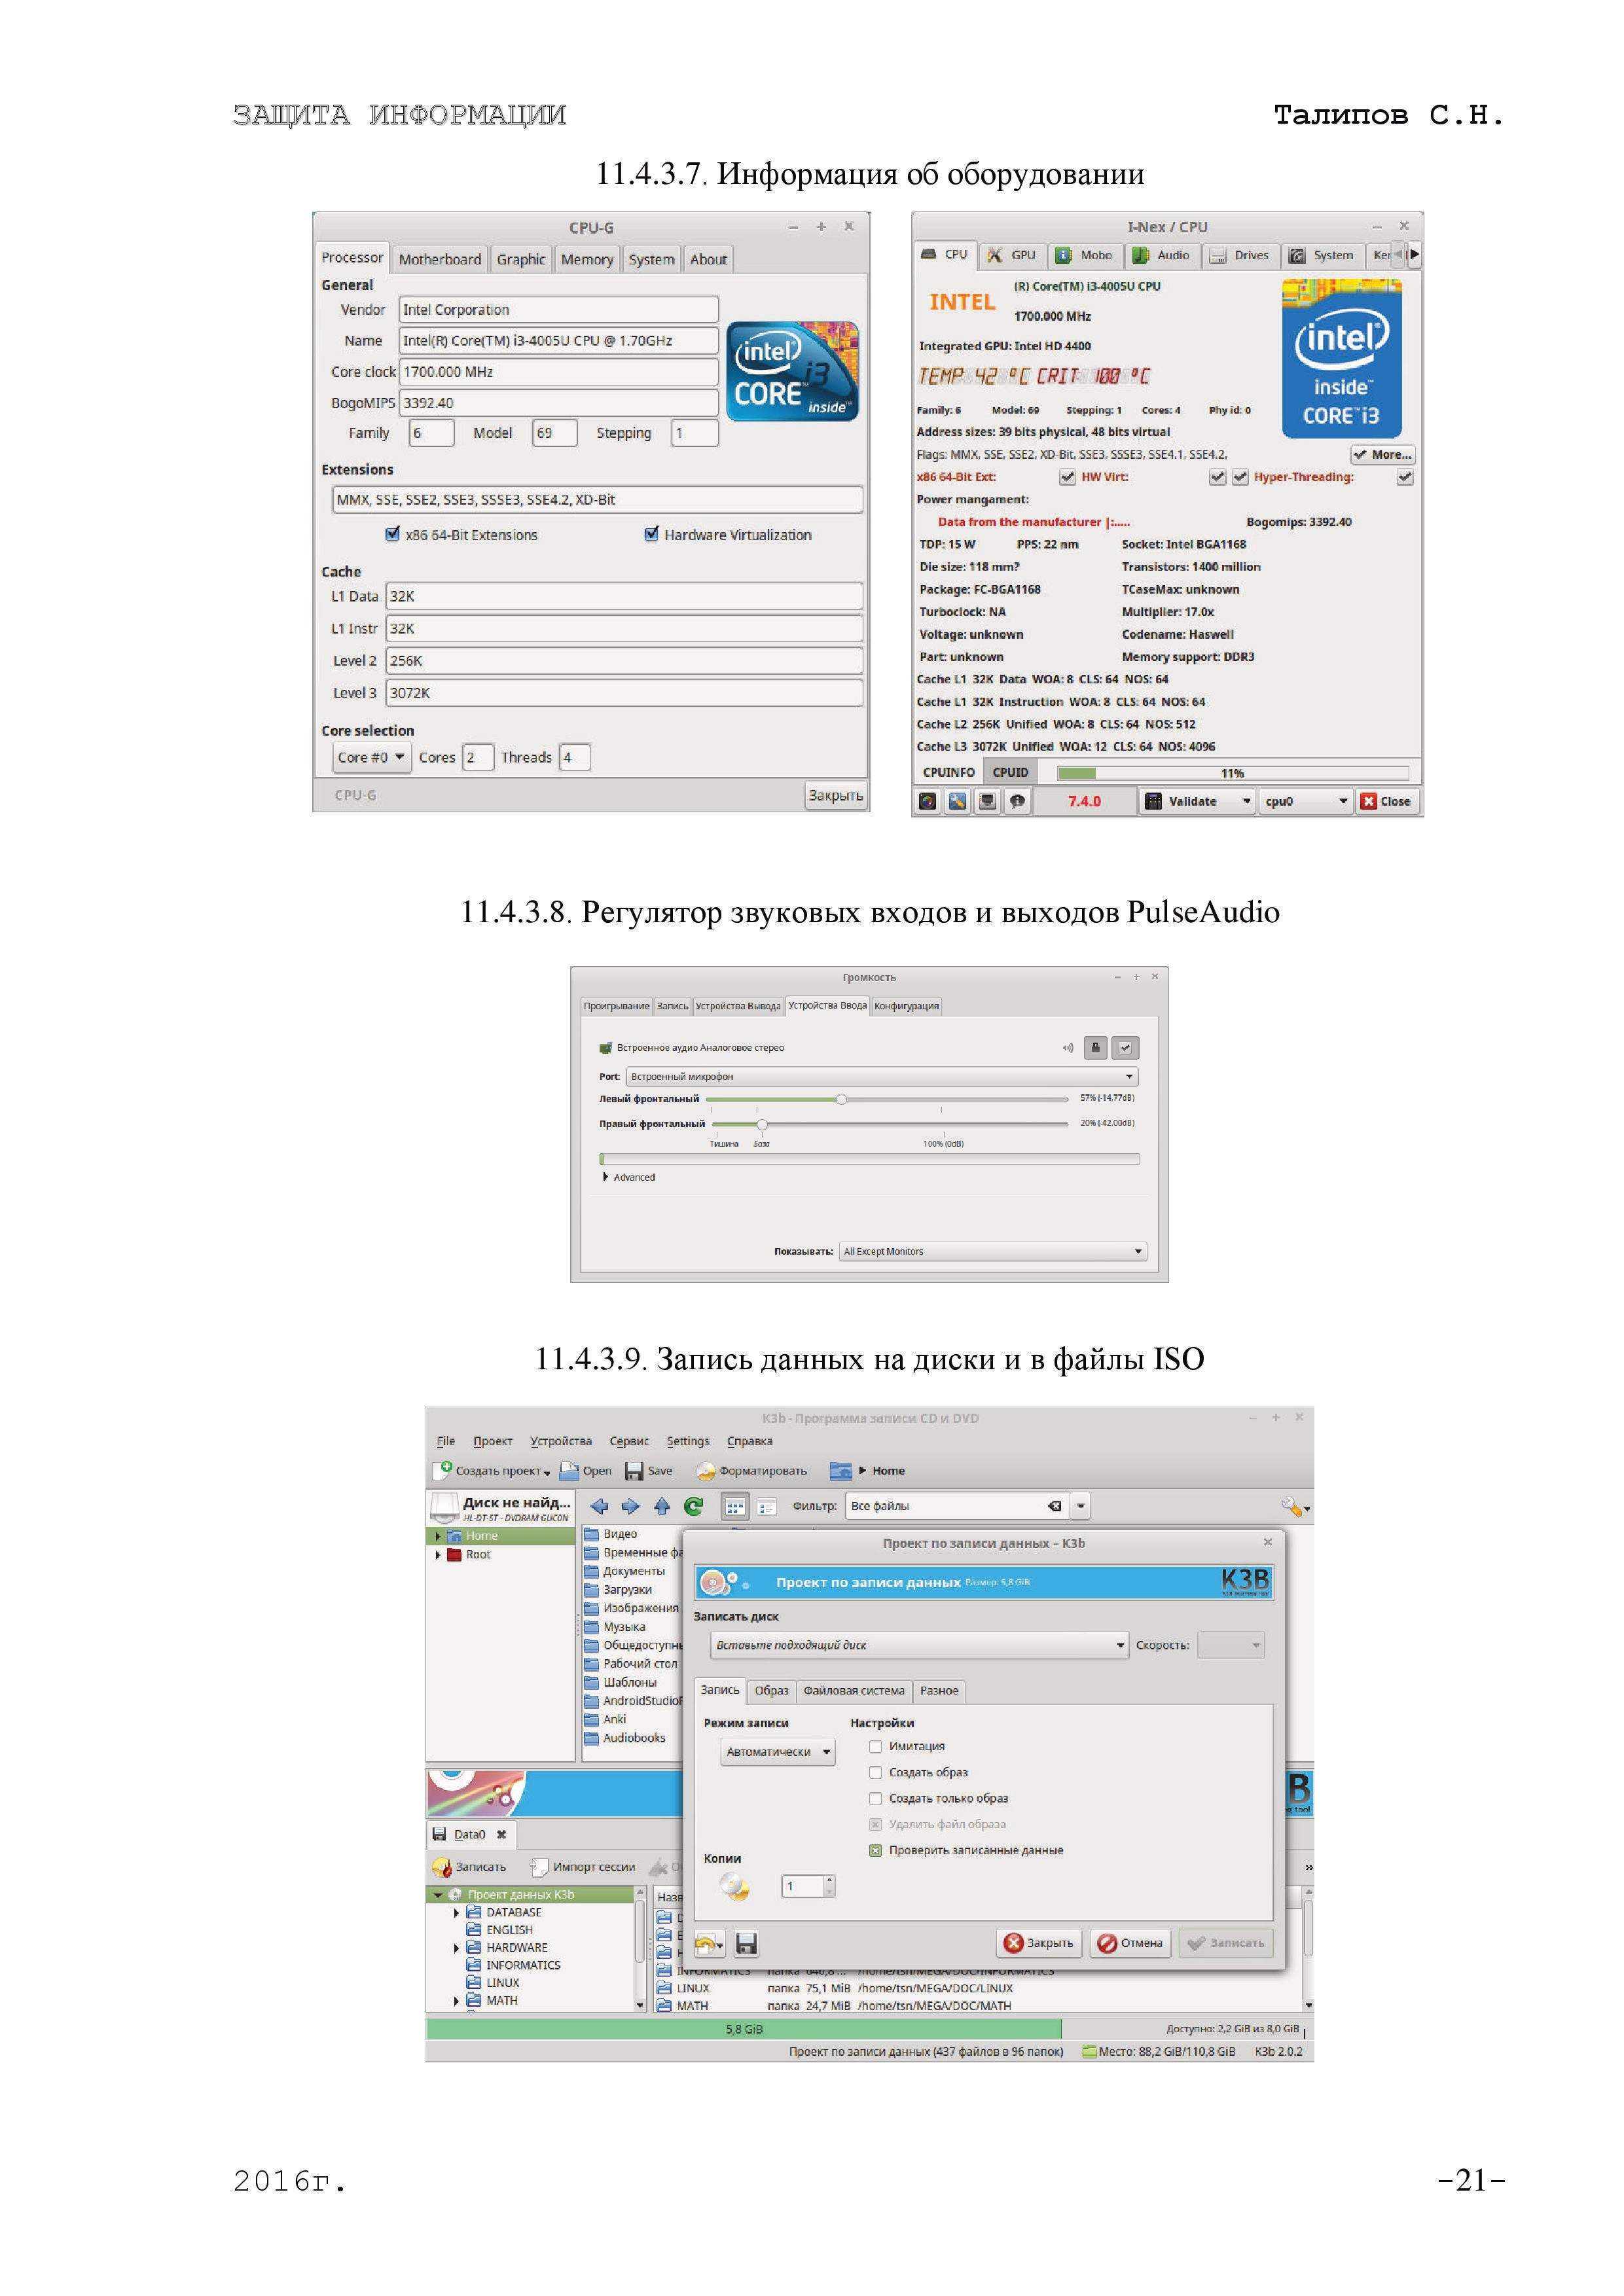 ЗАЩИТА ИНФОРМАЦИИ
Талипов С.Н.
11.4.3.7. Информация об оборудовании
CPU-G
Processor Motherboard Graphic Memory System About
General
Vendor Intel Corporation
Name Intel(R) Core(TM) i3-4005U CPU @ 1.70GHz
Core clock 1700.000 MHz
BogoMIPS 3392.40
Family 6 Model 69 Stepping 1
intel CORE i3 inside™
Extensions
MMX, SSE, SSE2, SSE3, SSSE3, SSE4.2, XD-Bit
x86 64-Bit Extensions Hardware Virtualization
Cache
L1 Data 32K
L1 Instr 32K
Level 2 256K
Level 3 3072K
Core selection
Core #0 Cores 2 Threads 4
CPU-G Закрыть
I-Nex / CPU
CPU GPU Mobo Audio Drives System Ker
INTEL (R) Core(TM) i3-4005U CPU
1700.000 MHz
Integrated GPU: Intel HD 4400
TEMP: 42 °C CRIT: 100 °C
intel inside™ CORE™i3
Family: 6 Model: 69 Stepping: 1 Cores: 4 Phy id: 0
Address sizes: 39 bits physical, 48 bits virtual
Flags: MMX, SSE, SSE2, XD-Bit, SSE3, SSSE3, SSE4.1, SSE4.2, More...
x86 64-Bit Ext: HW Virt: Hyper-Threading:
Power mangament:
Data from the manufacturer |:..... Bogomips: 3392.40
TDP: 15 W PPS: 22 nm Socket: Intel BGA1168
Die size: 118 mm? Transistors: 1400 million
Package: FC-BGA1168 TCaseMax: unknown
Turboclock: NA Multiplier: 17.0x
Voltage: unknown Codename: Haswell
Part: unknown Memory support: DDR3
Cache L1 32K Data WOA: 8 CLS: 64 NOS: 64
Cache L1 32K Instruction WOA: 8 CLS: 64 NOS: 64
Cache L2 256K Unified WOA: 8 CLS: 64 NOS: 512
Cache L3 3072K Unified WOA: 12 CLS: 64 NOS: 4096
CPUINFO CPUID 11%
7.4.0 Validate cpu0 Close
11.4.3.8. Регулятор звуковых входов и выходов PulseAudio
Громкость
Проигрывание Запись Устройства Вывода Устройства Ввода Конфигурация
Встроенное аудио Аналоговое стерео
Port: Встроенный микрофон
Левый фронтальный 57% (-14,77dB)
Правый фронтальный 20% (-42,00dB)
Тишина База 100% (0dB)
Advanced
Показывать: All Except Monitors
11.4.3.9. Запись данных на диски и в файлы ISO
K3b - Программа записи CD и DVD
File Проект Устройства Сервис Settings Справка
Создать проект Open Save Форматировать Home
Диск не найд...
HL-DT-ST - DVDRAM GUC0N
Фильтр: Все файлы
Home
Root
Видео
Временные фа
Документы
Загрузки
Изображения
Музыка
Общедоступн
Рабочий стол
Шаблоны
AndroidStudioP
Anki
Audiobooks
Проект по записи данных – K3b
Проект по записи данных Размер: 5,8 GiB K3B
Записать диск
Вставьте подходящий диск Скорость:
Запись Образ Файловая система Разное
Режим записи Настройки
Автоматически
Имитация
Создать образ
Создать только образ
Удалить файл образа
Проверить записанные данные
Копии
1
Закрыть Отмена Записать
B
tool
Data0
Записать Импорт сессии
Проект данных K3b
DATABASE
ENGLISH
HARDWARE
INFORMATICS
LINUX
MATH
Назв
LINUX папка 75,1 MiB /home/tsn/MEGA/DOC/LINUX
MATH папка 24,7 MiB /home/tsn/MEGA/DOC/MATH
5,8 GiB Доступно: 2,2 GiB из 8,0 GiB
Проект по записи данных (437 файлов в 96 папок) Место: 88,2 GiB/110,8 GiB K3b 2.0.2
2016г.
-21-